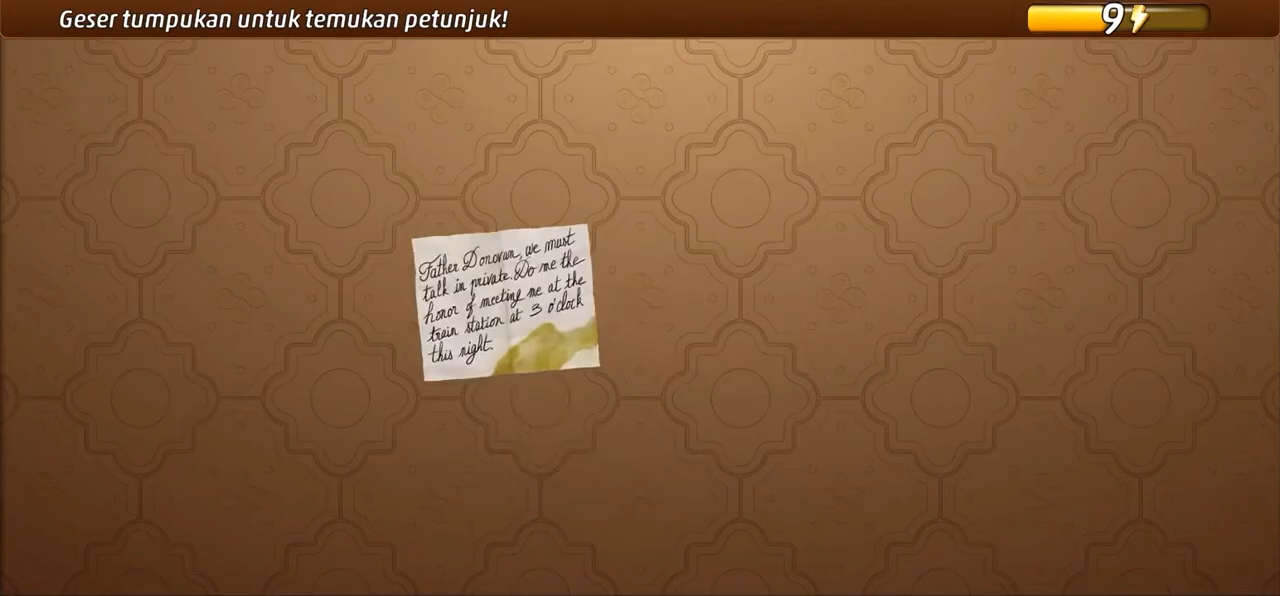 Geser tumpukan untuk temukan petunjuk!
9
Father Donovan, we must
talk in private. Do me the
honor of meeting me at the
train station at 3 o'clock
this night.